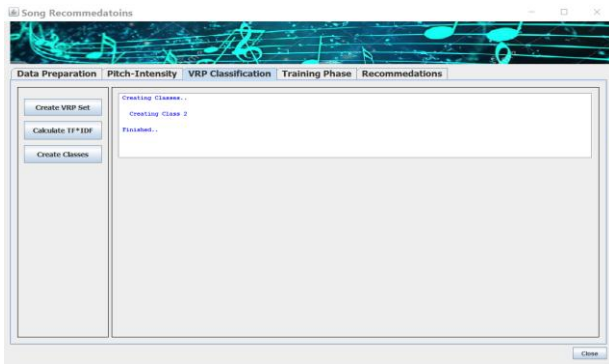 Song Recommedatoins
Data Preparation Pitch-Intensity VRP Classification Training Phase Recommedations
Create VRP Set
Calculate TF*IDF
Create Classes
Creating Classes..
Creating Class 2
Finished..
Close